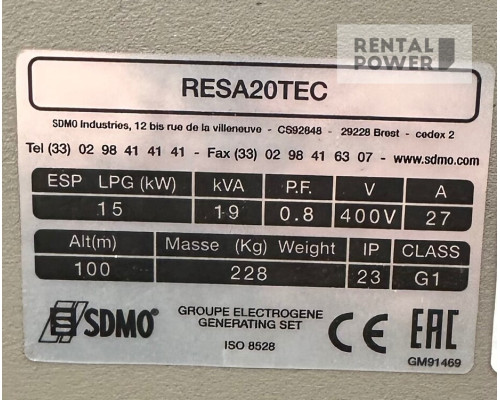 RENTAL
POWER
RESA20TEC
SDMO Industries, 12 bis rue de la villeneuve - CS92848 - 29228 Brest - cedex 2
Tel (33) 02 98 41 41 41 - Fax (33) 02 98 41 63 07 - www.sdmo.com
ESP LPG (kW) kVA P.F. V A
15 19 0.8 400V 27
Alt(m) Masse (Kg) Weight IP CLASS
100 228 23 G1
SDMO
GROUPE ELECTROGENE
GENERATING SET
ISO 8528
CE EAC
GM91469